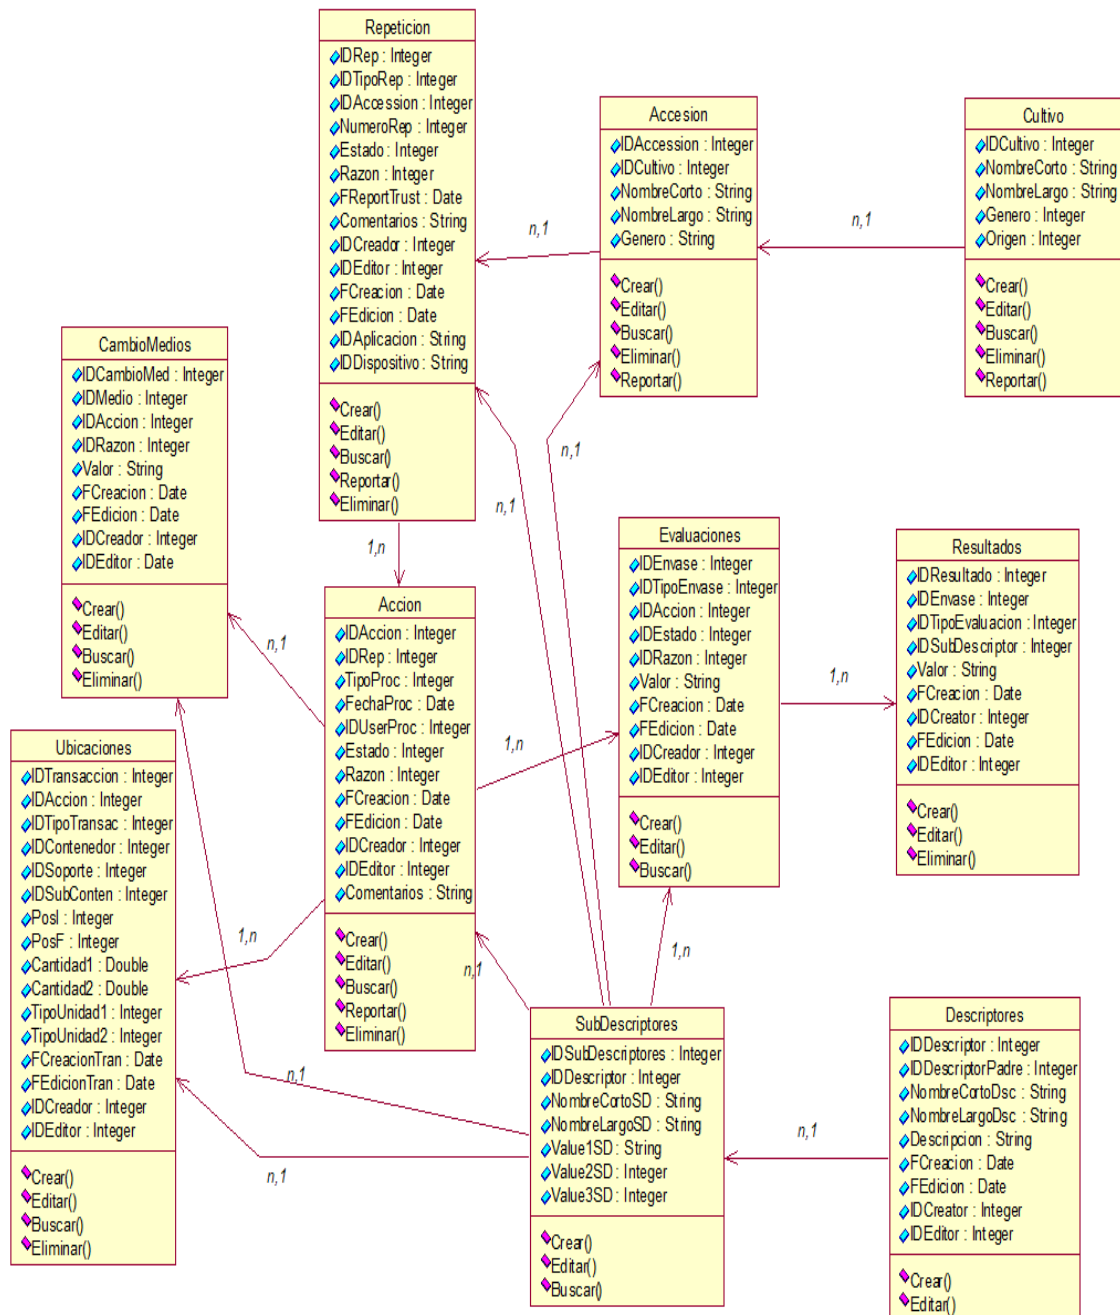 Repeticion
IDRep : Integer
IDTipoRep : Integer
IDAccession : Integer
NumeroRep : Integer
Estado : Integer
Razon : Integer
FReportTrust : Date
Comentarios : String
IDCreador : Integer
IDEditor : Integer
FCreacion : Date
FEdicion : Date
IDAplicacion : String
IDDispositivo : String
Crear()
Editar()
Buscar()
Reportar()
Eliminar()
n,1
Accesion
IDAccession : Integer
IDCultivo : Integer
NombreCorto : String
NombreLargo : String
Genero : String
Crear()
Editar()
Buscar()
Eliminar()
Reportar()
n,1
Cultivo
IDCultivo : Integer
NombreCorto : String
NombreLargo : String
Genero : Integer
Origen : Integer
Crear()
Editar()
Buscar()
Eliminar()
Reportar()
CambioMedios
IDCambioMed : Integer
IDMedio : Integer
IDAccion : Integer
IDRazon : Integer
Valor : String
FCreacion : Date
FEdicion : Date
IDCreador : Integer
IDEditor : Date
Crear()
Editar()
Buscar()
Eliminar()
n,1
1,n
n,1
n,1
Accion
IDAccion : Integer
IDRep : Integer
TipoProc : Integer
FechaProc : Date
IDUserProc : Integer
Estado : Integer
Razon : Integer
FCreacion : Date
FEdicion : Date
IDCreador : Integer
IDEditor : Integer
Comentarios : String
Crear()
Editar()
Buscar()
Reportar()
Eliminar()
1,n
Evaluaciones
IDEnvase : Integer
IDTipoEnvase : Integer
IDAccion : Integer
IDEstado : Integer
IDRazon : Integer
Valor : String
FCreacion : Date
FEdicion : Date
IDCreador : Integer
IDEditor : Integer
Crear()
Editar()
Buscar()
1,n
Resultados
IDResultado : Integer
IDEnvase : Integer
IDTipoEvaluacion : Integer
IDSubDescriptor : Integer
Valor : String
FCreacion : Date
IDCreator : Integer
FEdicion : Date
IDEditor : Integer
Crear()
Editar()
Eliminar()
Ubicaciones
IDTransaccion : Integer
IDAccion : Integer
IDTipoTransac : Integer
IDContenedor : Integer
IDSoporte : Integer
IDSubConten : Integer
PosI : Integer
PosF : Integer
Cantidad1 : Double
Cantidad2 : Double
TipoUnidad1 : Integer
TipoUnidad2 : Integer
FCreacionTran : Date
FEdicionTran : Date
IDCreador : Integer
IDEditor : Integer
Crear()
Editar()
Buscar()
Eliminar()
1,n
n,1
1,n
n,1
n,1
SubDescriptores
IDSubDescriptores : Integer
IDDescriptor : Integer
NombreCortoSD : String
NombreLargoSD : String
Value1SD : String
Value2SD : Integer
Value3SD : Integer
Crear()
Editar()
Buscar()
n,1
Descriptores
IDDescriptor : Integer
IDDescriptorPadre : Integer
NombreCortoDsc : String
NombreLargoDsc : String
Descripcion : String
FCreacion : Date
FEdicion : Date
IDCreator : Integer
IDEditor : Integer
Crear()
Editar()